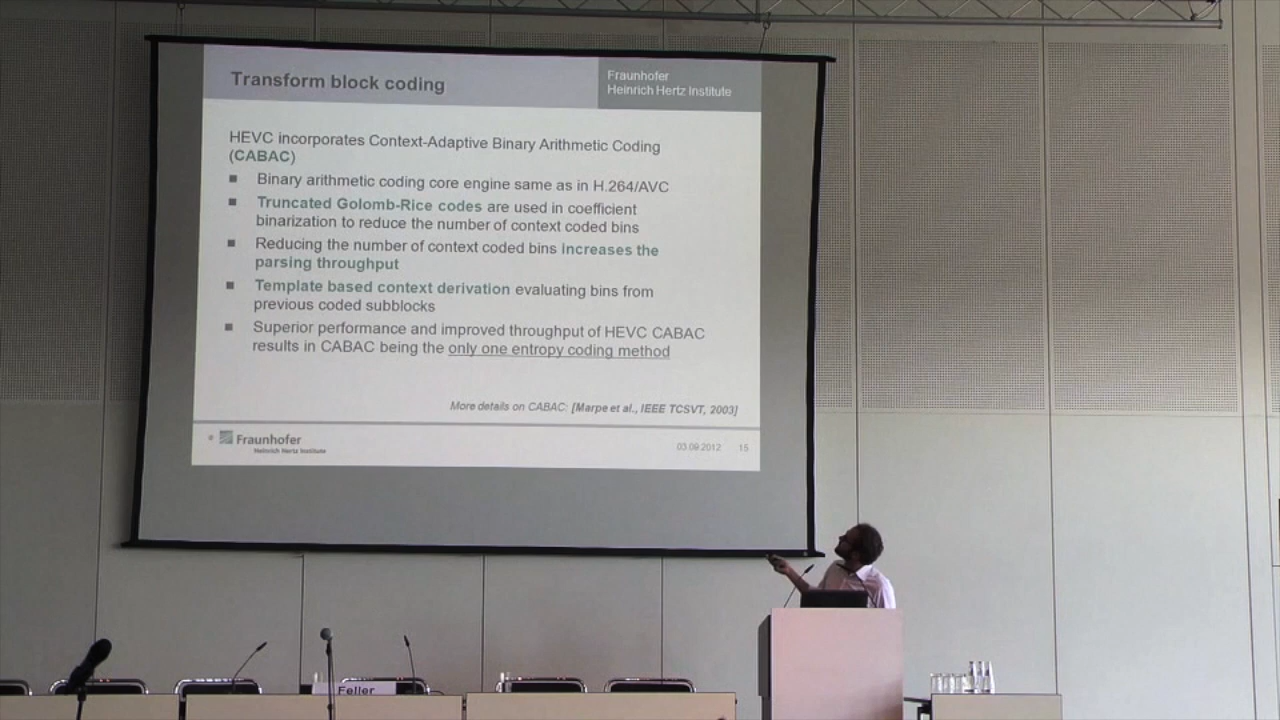 Transform block coding
Fraunhofer
Heinrich Hertz Institute
HEVC incorporates Context-Adaptive Binary Arithmetic Coding
(CABAC)
Binary arithmetic coding core engine same as in H.264/AVC
Truncated Golomb-Rice codes are used in coefficient
binarization to reduce the number of context coded bins
Reducing the number of context coded bins increases the
parsing throughput
Template based context derivation evaluating bins from
previous coded subblocks
Superior performance and improved throughput of HEVC CABAC
results in CABAC being the only one entropy coding method
More details on CABAC: [Marpe et al., IEEE TCSVT, 2003]
Fraunhofer
Heinrich Hertz Institute
03.09.2012 15
Feller